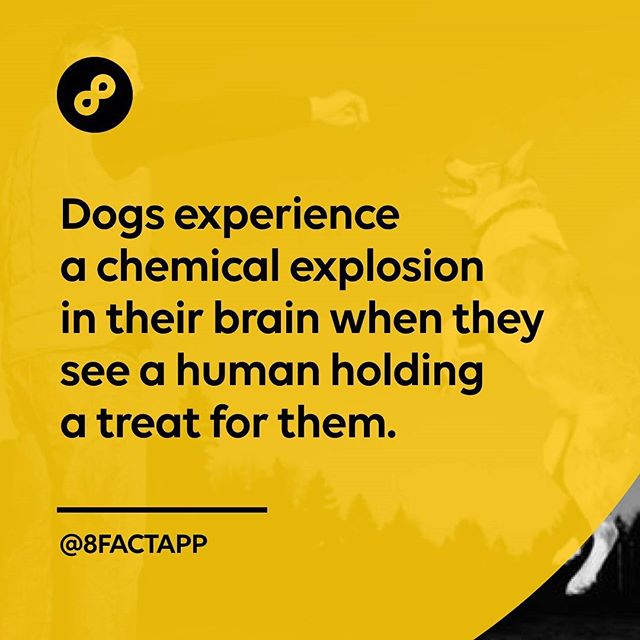 Dogs experience
a chemical explosion
in their brain when they
see a human holding
a treat for them.
@8FACTAPP